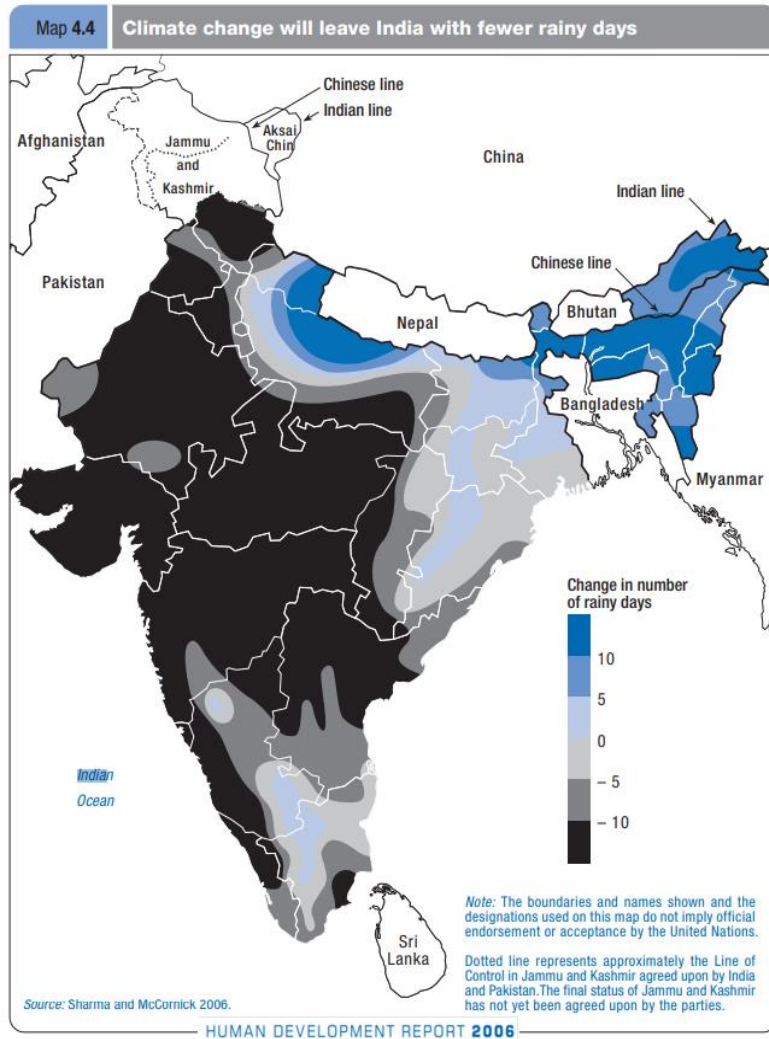 Map 4.4
Climate change will leave India with fewer rainy days
Chinese line
Indian line
Afghanistan
Jammu
and
Kashmir
Aksai
Chin
China
Indian line
Chinese line
Pakistan
Nepal
Bhutan
Bangladesh
Myanmar
Change in number
of rainy days
10
5
0
– 5
– 10
Indian
Ocean
Sri
Lanka
Note: The boundaries and names shown and the
designations used on this map do not imply official
endorsement or acceptance by the United Nations.
Dotted line represents approximately the Line of
Control in Jammu and Kashmir agreed upon by India
and Pakistan.The final status of Jammu and Kashmir
has not yet been agreed upon by the parties.
Source: Sharma and McCornick 2006.
HUMAN DEVELOPMENT REPORT 2006